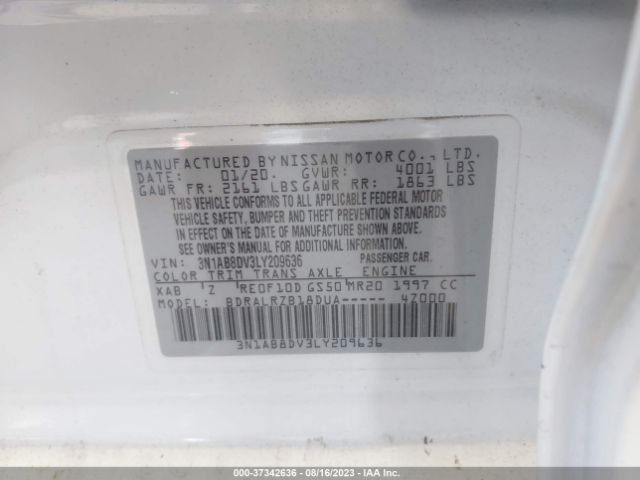 MANUFACTURED BY NISSAN MOTOR CO., LTD.
DATE: 01/20. GVWR: 4001 LBS
GAWR FR: 2161 LBS GAWR RR: 1863 LBS
THIS VEHICLE CONFORMS TO ALL APPLICABLE FEDERAL MOTOR
VEHICLE SAFETY, BUMPER AND THEFT PREVENTION STANDARDS
IN EFFECT ON THE DATE OF MANUFACTURE SHOWN ABOVE.
SEE OWNER'S MANUAL FOR ADDITIONAL INFORMATION.
VIN: 3N1AB8DV3LY209636 PASSENGER CAR.
COLOR TRIM TRANS AXLE ENGINE
XAB Z RE0F10D GS50 MR20 1997 CC
MODEL: BDRALRZB18DUA----- 4Z000
3N1AB8DV3LY209636
000-37342636 - 08/16/2023 - IAA Inc.